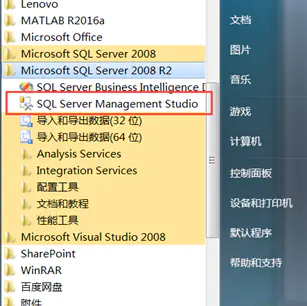 Lenovo
MATLAB R2016a
Microsoft Office
Microsoft SQL Server 2008
Microsoft SQL Server 2008 R2
SQL Server Business Intelligence D
SQL Server Management Studio
导入和导出数据(32 位)
导入和导出数据(64 位)
Analysis Services
Integration Services
配置工具
文档和教程
性能工具
Microsoft Visual Studio 2008
SharePoint
WinRAR
百度网盘
附件
文档
图片
音乐
游戏
计算机
控制面板
设备和打印机
默认程序
帮助和支持